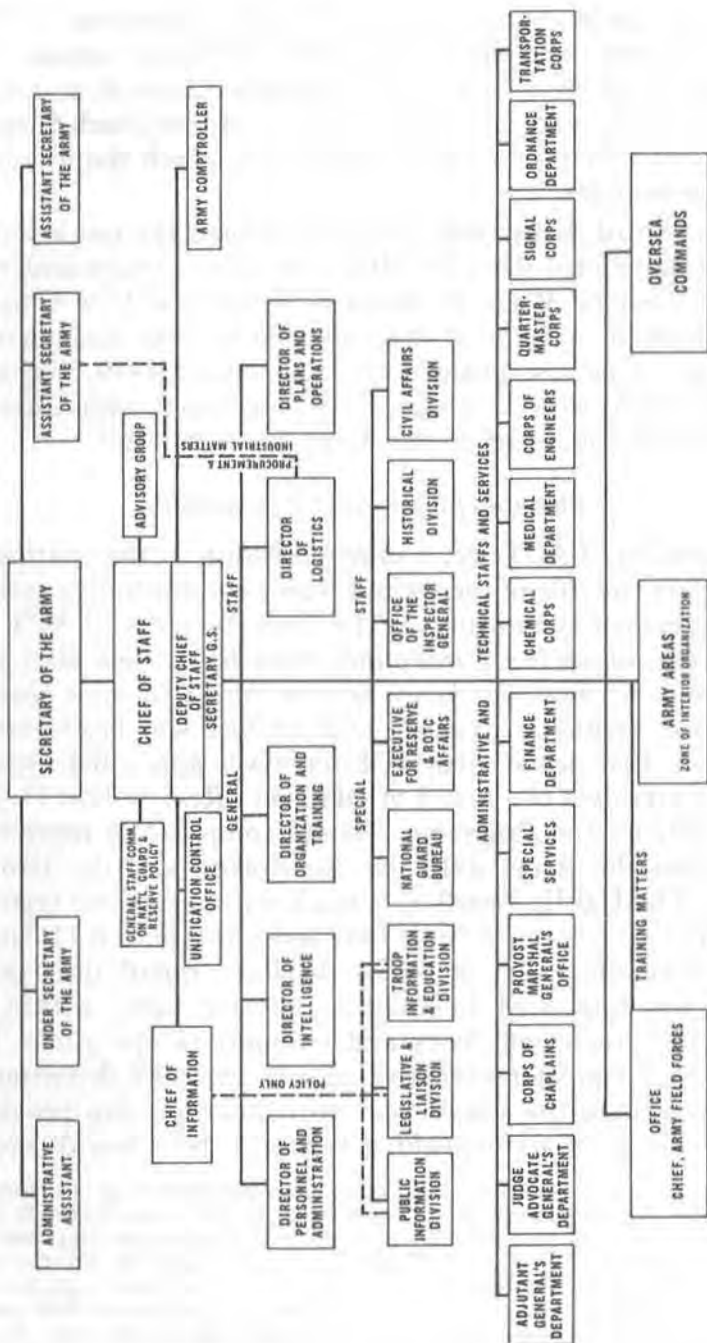 SECRETARY OF THE ARMY
ADMINISTRATIVE
ASSISTANT
UNDER SECRETARY
OF THE ARMY
ASSISTANT SECRETARY
OF THE ARMY
ASSISTANT SECRETARY
OF THE ARMY
CHIEF OF STAFF
DEPUTY CHIEF
OF STAFF
SECRETARY G.S.
GENERAL STAFF COMM.
ON NAT'L GUARD &
RESERVE POLICY
ADVISORY GROUP
CHIEF OF
INFORMATION
UNIFICATION CONTROL
OFFICE
ARMY COMPTROLLER
GENERAL STAFF
DIRECTOR OF
PERSONNEL AND
ADMINISTRATION
DIRECTOR OF
INTELLIGENCE
DIRECTOR OF
ORGANIZATION AND
TRAINING
DIRECTOR
OF
LOGISTICS
DIRECTOR OF
PLANS AND
OPERATIONS
POLICY ONLY
PROCUREMENT &
INDUSTRIAL MATTERS
SPECIAL STAFF
PUBLIC
INFORMATION
DIVISION
LEGISLATIVE
LIAISON
DIVISION
TROOP
INFORMATION
& EDUCATION
DIVISION
NATIONAL
GUARD
BUREAU
EXECUTIVE
FOR RESERVE
& ROTC
AFFAIRS
OFFICE
OF THE
INSPECTOR
GENERAL
HISTORICAL
DIVISION
CIVIL AFFAIRS
DIVISION
ADMINISTRATIVE AND TECHNICAL STAFFS AND SERVICES
ADJUTANT
GENERAL'S
DEPARTMENT
JUDGE
ADVOCATE
GENERAL'S
DEPARTMENT
CORPS OF
CHAPLAINS
PROVOST
MARSHAL
GENERAL'S
OFFICE
SPECIAL
SERVICES
FINANCE
DEPARTMENT
CHEMICAL
CORPS
MEDICAL
DEPARTMENT
CORPS OF
ENGINEERS
QUARTER-
MASTER
CORPS
SIGNAL
CORPS
ORDNANCE
DEPARTMENT
TRANSPOR-
TATION
CORPS
OFFICE
CHIEF, ARMY FIELD FORCES
TRAINING MATTERS
ARMY AREAS
ZONE OF INTERIOR ORGANIZATION
OVERSEA
COMMANDS